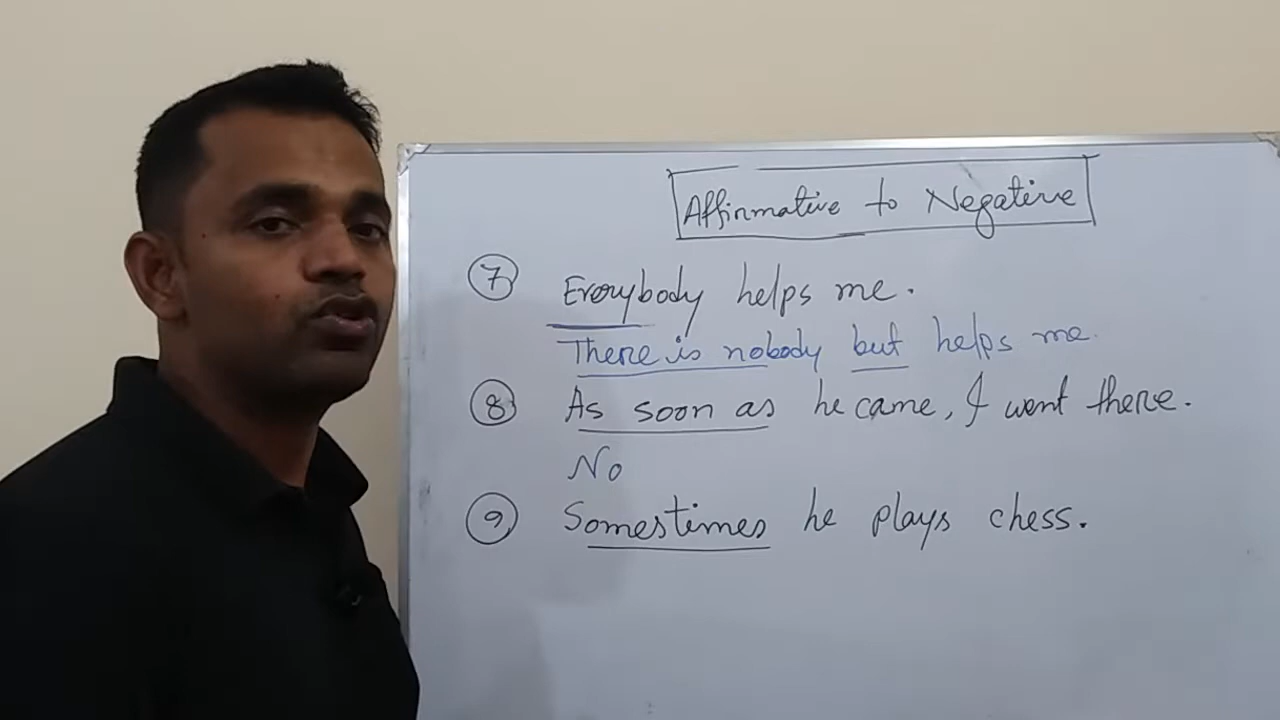 Affirmative to Negative
7 Everybody helps me.
There is nobody but helps me.
8 As soon as he came, I went there.
No
9 Somestimes he plays chess.